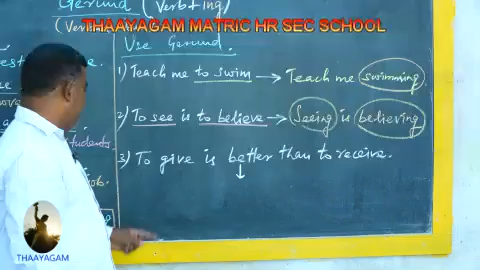 Gerund (Verb+ing)
THAAYAGAM MATRIC HR SEC SCHOOL
Use Gerund.
1) Teach me to swim → Teach me swimming
2) To see is to believe → Seeing is believing
3) To give is better than to receive.
↓
THAAYAGAM